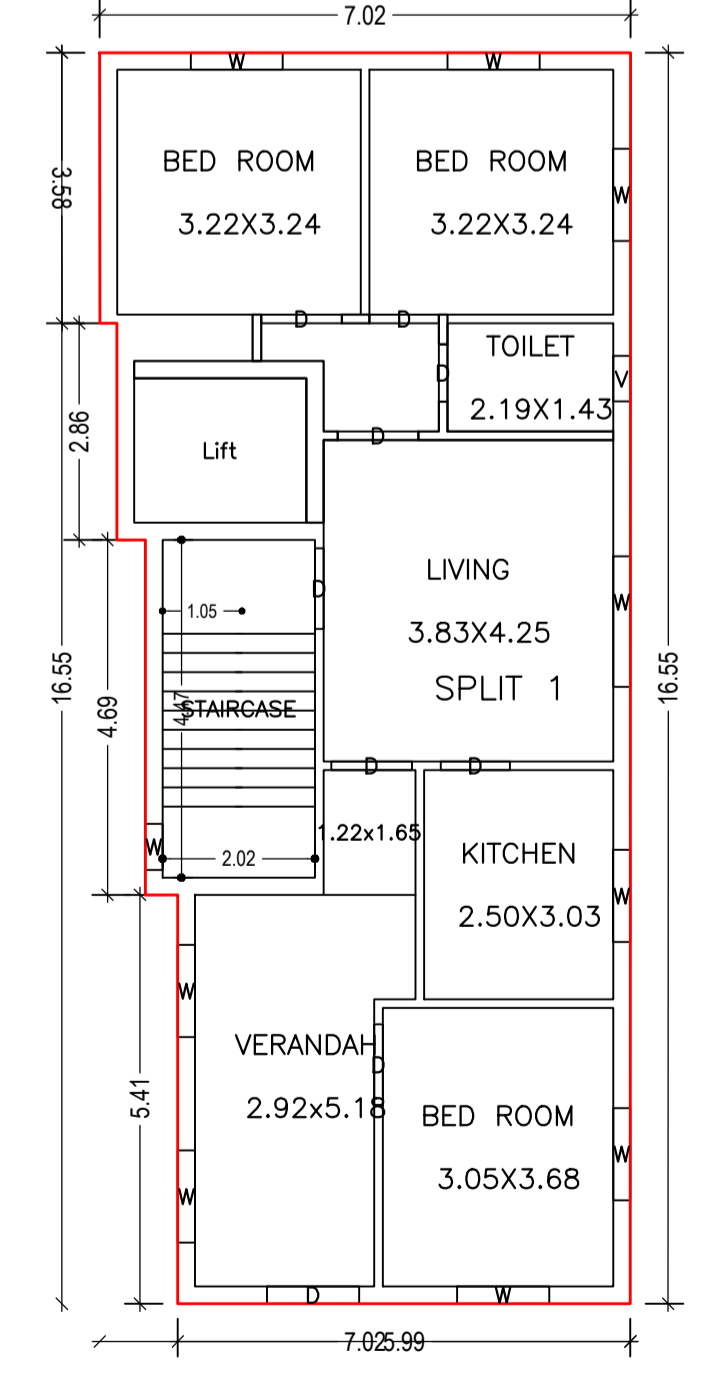 7.02
W W
3.58
BED ROOM BED ROOM
3.22X3.24 3.22X3.24
W
D D
TOILET
D V
2.19X1.43
2.86
D
Lift
LIVING
D W
1.05
3.83X4.25
SPLIT 1
16.55 16.55
4.69
4.47
STAIRCASE
D D
1.22x1.65
W
KITCHEN
2.02
W
2.50X3.03
W
VERANDAH
D
5.41
2.92x5.18
BED ROOM
W
3.05X3.68
W
D W
7.02 5.99